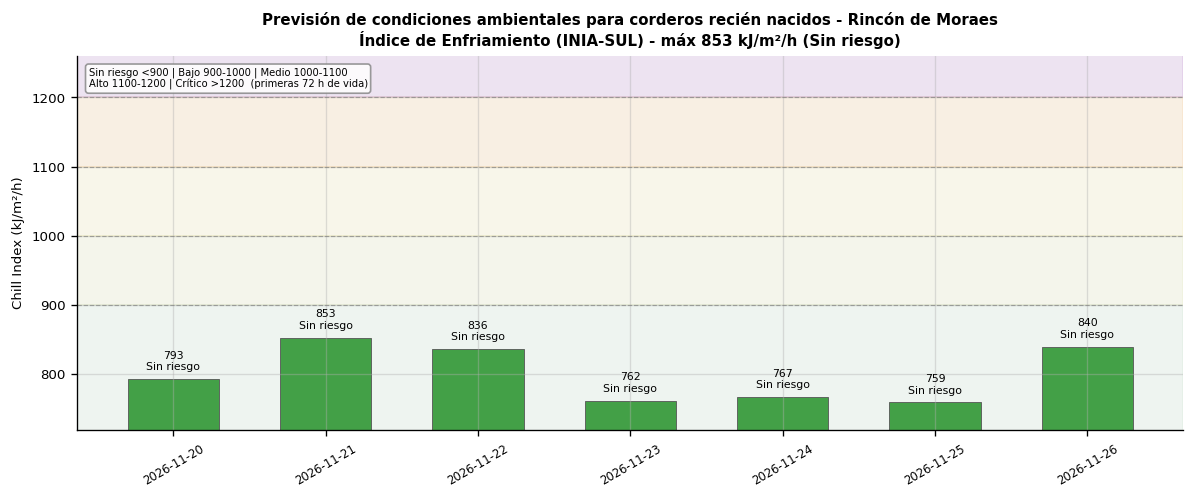 Previsión de condiciones ambientales para corderos recién nacidos - Rincón de Moraes
Índice de Enfriamiento (INIA-SUL) - máx 853 kJ/m²/h (Sin riesgo)
Sin riesgo <900 | Bajo 900-1000 | Medio 1000-1100
Alto 1100-1200 | Crítico >1200  (primeras 72 h de vida)
Chill Index (kJ/m²/h)
1200
1100
1000
900
800
793
Sin riesgo
853
Sin riesgo
836
Sin riesgo
762
Sin riesgo
767
Sin riesgo
759
Sin riesgo
840
Sin riesgo
2026-11-20
2026-11-21
2026-11-22
2026-11-23
2026-11-24
2026-11-25
2026-11-26